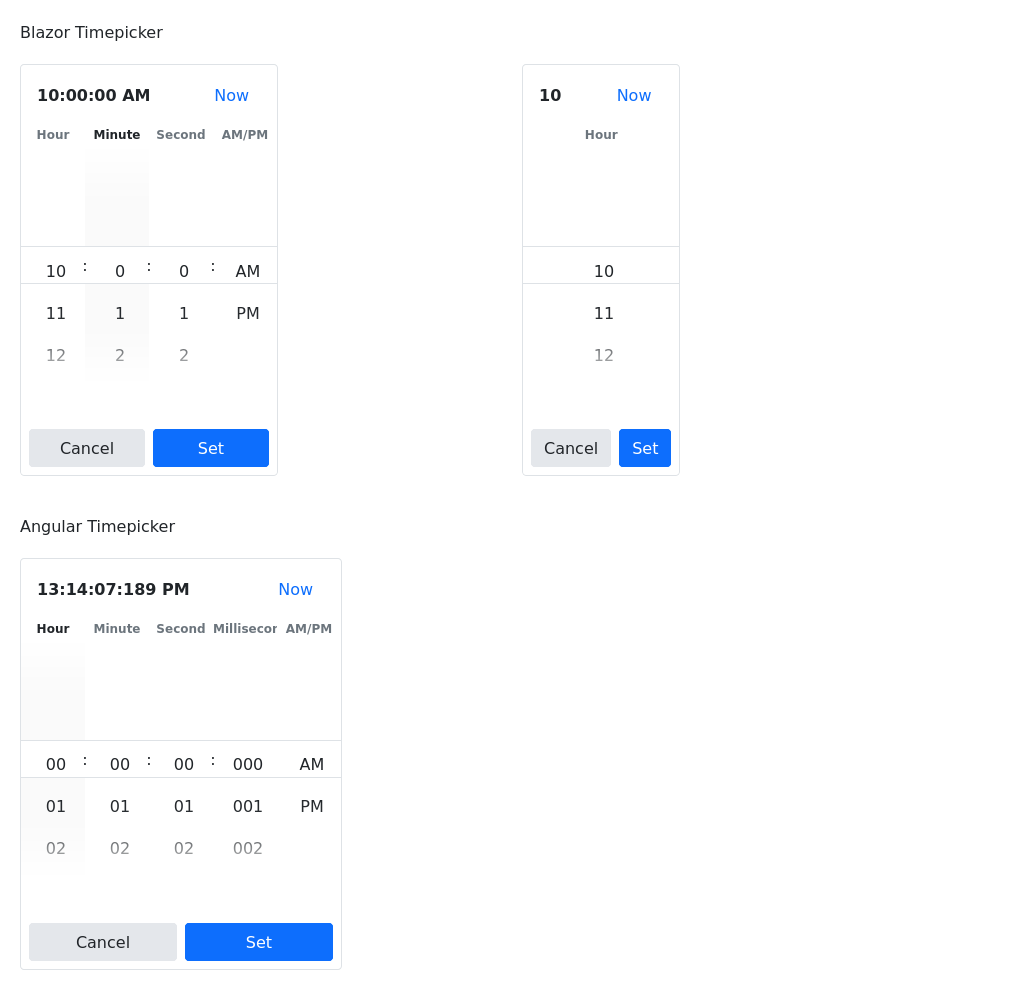 Blazor Timepicker
10:00:00 AM Now
Hour Minute Second AM/PM
10 : 0 : 0 : AM
11 1 1 PM
12 2 2
Cancel Set
10 Now
Hour
10
11
12
Cancel Set
Angular Timepicker
13:14:07:189 PM Now
Hour Minute Second Millisecor AM/PM
00 : 00 : 00 : 000 AM
01 01 01 001 PM
02 02 02 002
Cancel Set